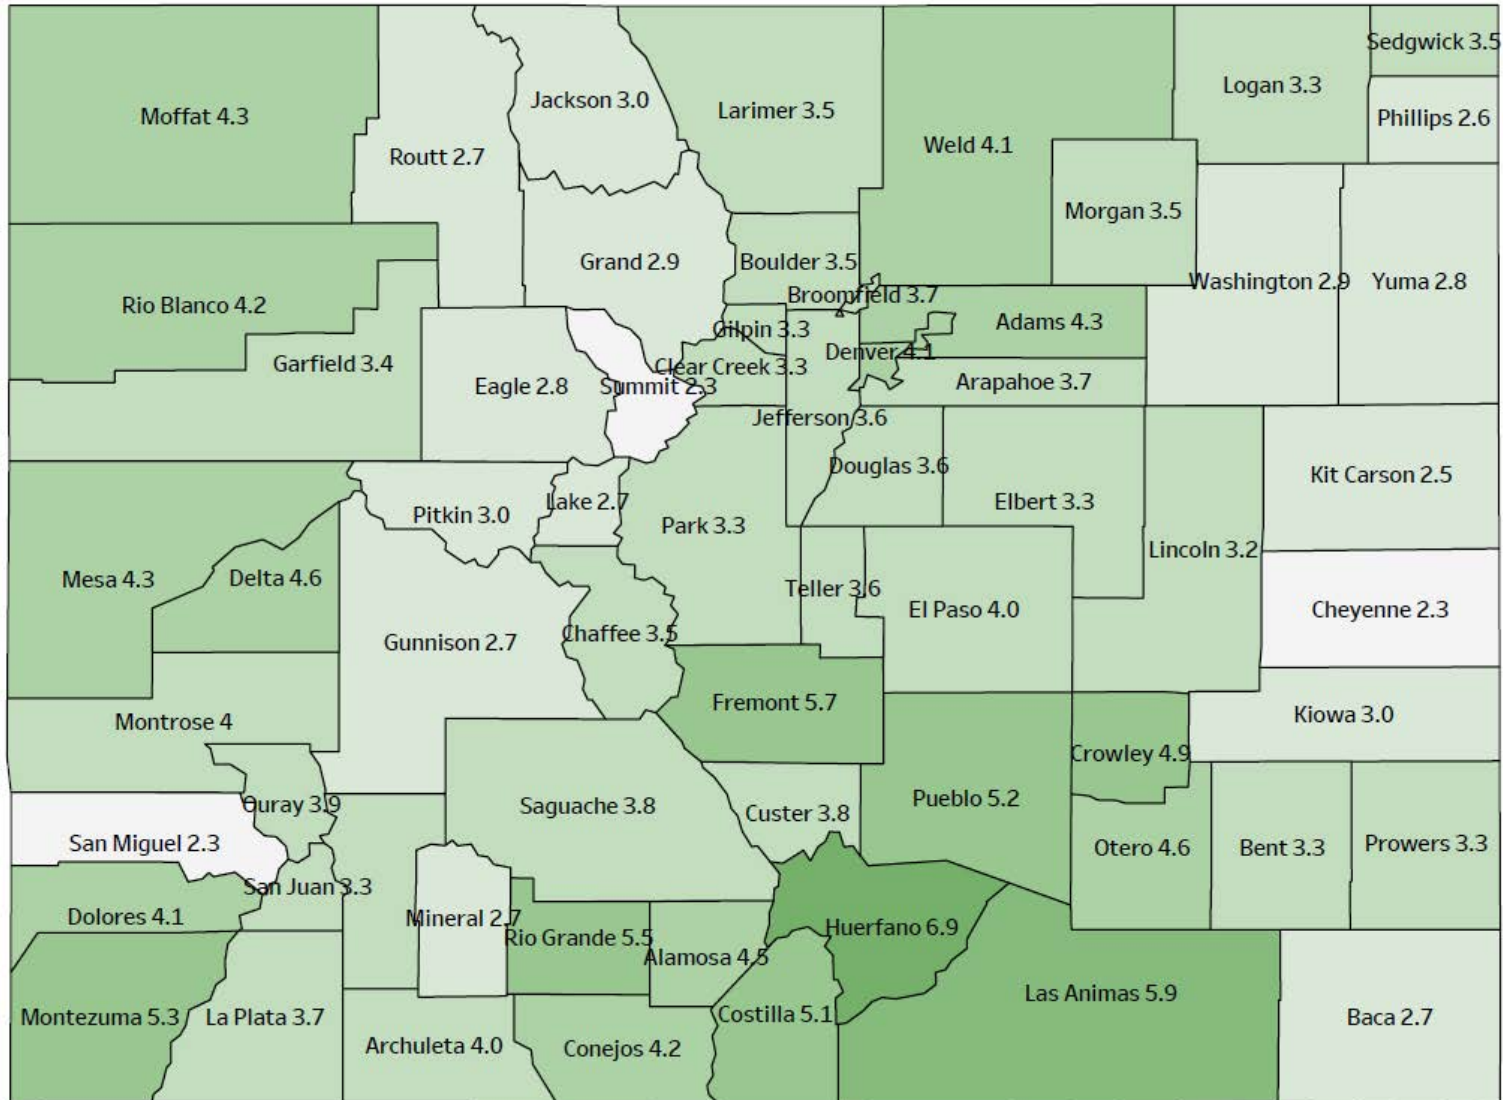 Sedgwick 3.5
Logan 3.3
Jackson 3.0
Larimer 3.5
Moffat 4.3
Phillips 2.6
Weld 4.1
Routt 2.7
Morgan 3.5
Grand 2.9
Boulder 3.5
Washington 2.9
Yuma 2.8
Broomfield 3.7
Rio Blanco 4.2
Adams 4.3
Gilpin 3.3
Denver 4.1
Garfield 3.4
Clear Creek 3.3
Arapahoe 3.7
Eagle 2.8
Summit 2.3
Jefferson 3.6
Douglas 3.6
Kit Carson 2.5
Lake 2.7
Elbert 3.3
Pitkin 3.0
Park 3.3
Lincoln 3.2
Mesa 4.3
Delta 4.6
Teller 3.6
El Paso 4.0
Cheyenne 2.3
Chaffee 3.5
Gunnison 2.7
Fremont 5.7
Kiowa 3.0
Montrose 4
Crowley 4.9
Pueblo 5.2
Ouray 3.9
Saguache 3.8
Custer 3.8
San Miguel 2.3
Otero 4.6
Bent 3.3
Prowers 3.3
San Juan 3.3
Dolores 4.1
Mineral 2.7
Huerfano 6.9
Rio Grande 5.5
Alamosa 4.5
Las Animas 5.9
Montezuma 5.3
La Plata 3.7
Costilla 5.1
Baca 2.7
Archuleta 4.0
Conejos 4.2